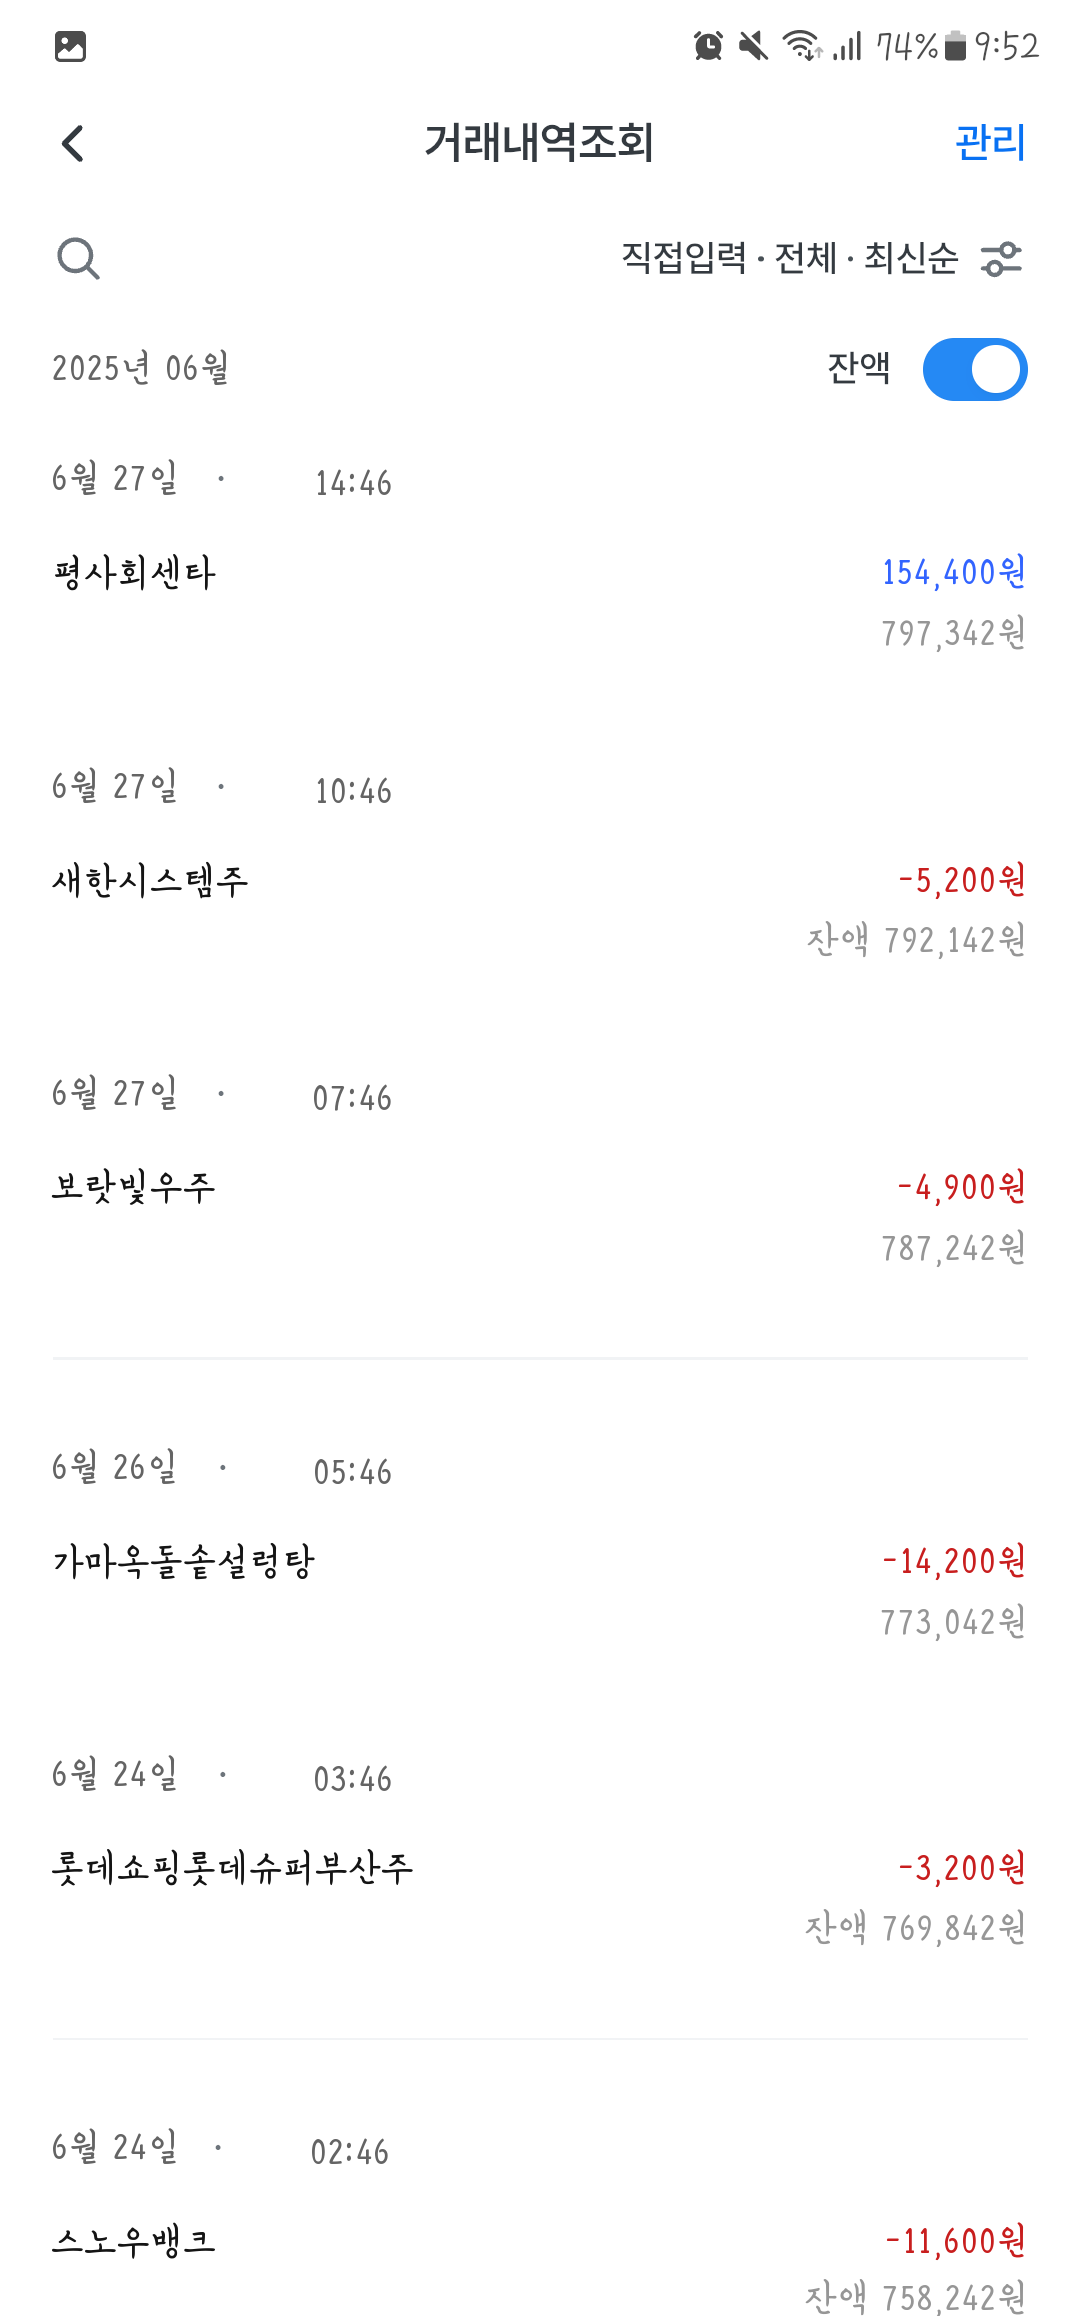 74% 9:52
거래내역조회 관리
직접입력 · 전체 · 최신순
2025년 06월 잔액
6월 27일 · 14:46
평사회센타 154,400원
797,342원
6월 27일 · 10:46
새한시스템주 -5,200원
잔액 792,142원
6월 27일 · 07:46
보랏빛우주 -4,900원
787,242원
6월 26일 · 05:46
가마옥돌솥설렁탕 -14,200원
773,042원
6월 24일 · 03:46
롯데쇼핑롯데슈퍼부산주 -3,200원
잔액 769,842원
6월 24일 · 02:46
스노우뱅크 -11,600원
잔액 758,242원